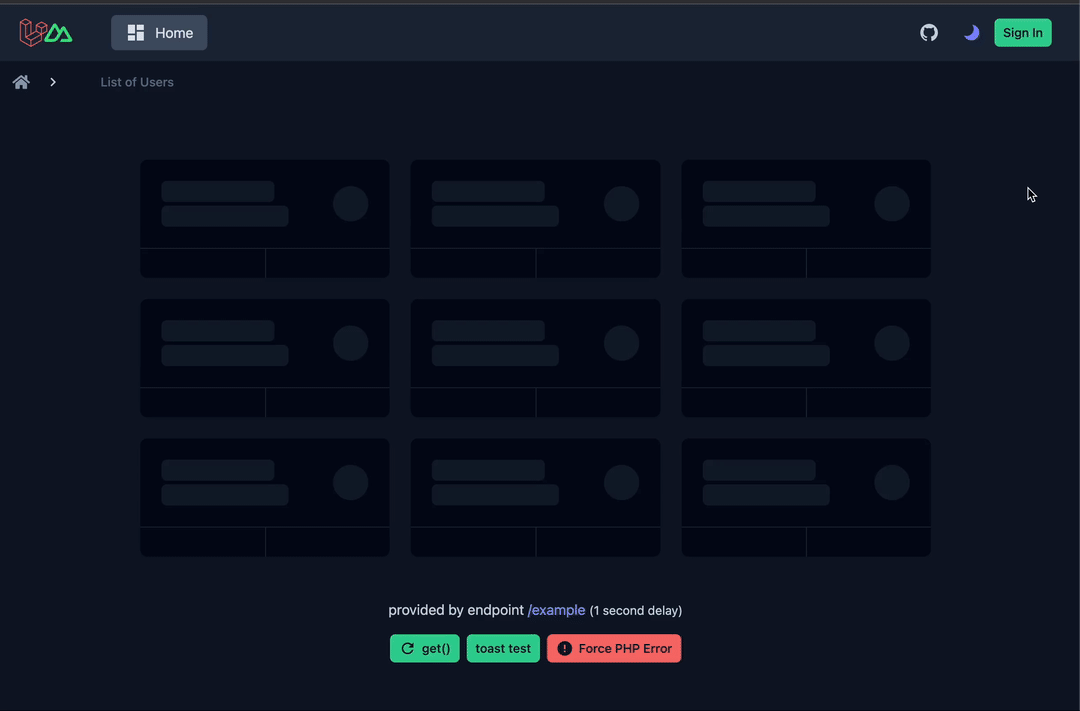 Home
Sign In
List of Users
provided by endpoint /example (1 second delay)
get()
toast test
Force PHP Error